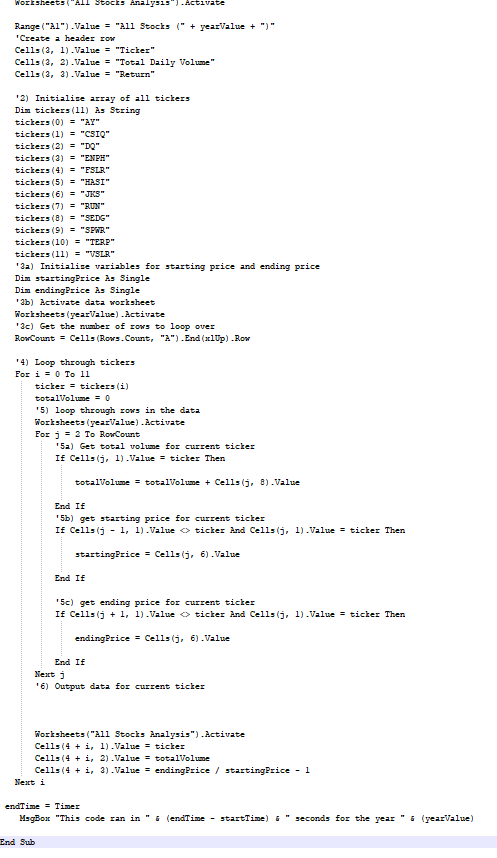 Worksheets("All Stocks Analysis").Activate
Range("A1").Value = "All Stocks (" + yearValue + ")"
'Create a header row
Cells(3, 1).Value = "Ticker"
Cells(3, 2).Value = "Total Daily Volume"
Cells(3, 3).Value = "Return"
'2) Initialize array of all tickers
Dim tickers(11) As String
tickers(0) = "AY"
tickers(1) = "CSIQ"
tickers(2) = "DQ"
tickers(3) = "ENPH"
tickers(4) = "FSLR"
tickers(5) = "HASI"
tickers(6) = "JKS"
tickers(7) = "RUN"
tickers(8) = "SEDG"
tickers(9) = "SPWR"
tickers(10) = "TERP"
tickers(11) = "VSLR"
'3a) Initialize variables for starting price and ending price
Dim startingPrice As Single
Dim endingPrice As Single
'3b) Activate data worksheet
Worksheets(yearValue).Activate
'3c) Get the number of rows to loop over
RowCount = Cells(Rows.Count, "A").End(xlUp).Row
'4) Loop through tickers
For i = 0 To 11
ticker = tickers(i)
totalVolume = 0
'5) loop through rows in the data
Worksheets(yearValue).Activate
For j = 2 To RowCount
'5a) Get total volume for current ticker
If Cells(j, 1).Value = ticker Then
totalVolume = totalVolume + Cells(j, 8).Value
End If
'5b) get starting price for current ticker
If Cells(j - 1, 1).Value <> ticker And Cells(j, 1).Value = ticker Then
startingPrice = Cells(j, 6).Value
End If
'5c) get ending price for current ticker
If Cells(j + 1, 1).Value <> ticker And Cells(j, 1).Value = ticker Then
endingPrice = Cells(j, 6).Value
End If
Next j
'6) Output data for current ticker
Worksheets("All Stocks Analysis").Activate
Cells(4 + i, 1).Value = ticker
Cells(4 + i, 2).Value = totalVolume
Cells(4 + i, 3).Value = endingPrice / startingPrice - 1
Next i
endTime = Timer
MsgBox "This code ran in " & (endTime - startTime) & " seconds for the year " & (yearValue)
End Sub